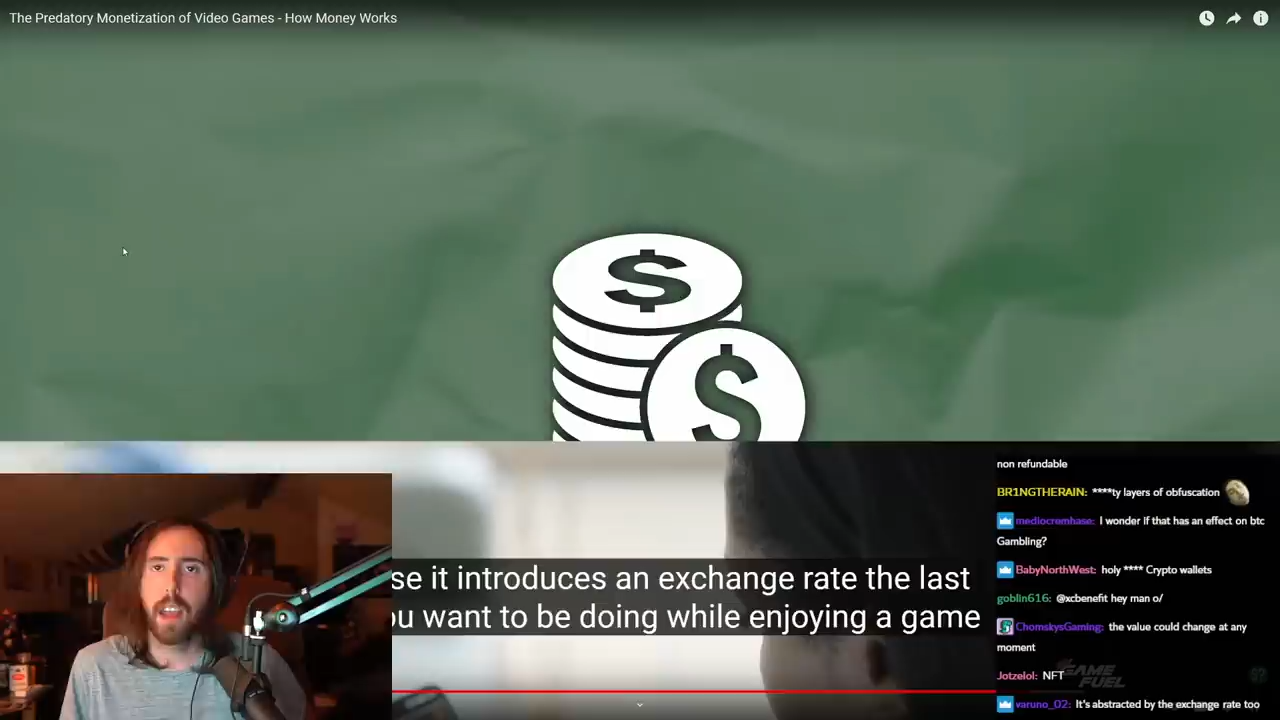 The Predatory Monetization of Video Games - How Money Works
$
$
se it introduces an exchange rate the last
ou want to be doing while enjoying a game
non refundable
BR1NGTHERAIN: ****ty layers of obfuscation
mediocremhase: I wonder if that has an effect on btc
Gambling?
BabyNorthWest: holy **** Crypto wallets
goblin616: @xcbenefit hey man o/
ChomskysGaming: the value could change at any
moment
Jotzelol: NFT
GAME
FUEL
varuno_02: It's abstracted by the exchange rate too